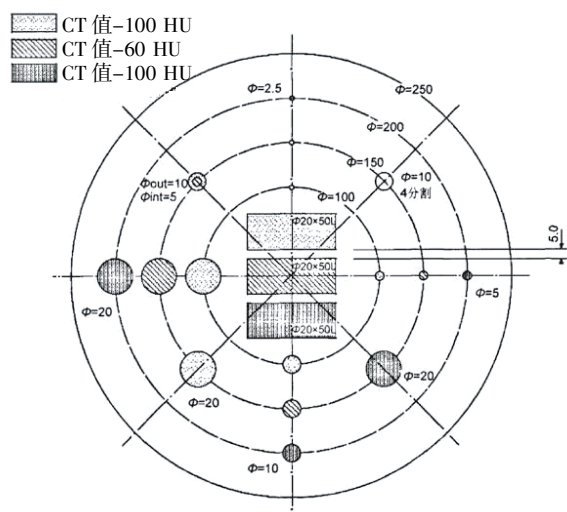 CT 值-100 HU
CT 值-60 HU
CT 值-100 HU
Φ=2.5
Φ=250
Φ=200
Φ=150
Φout=10
Φint=5
Φ=10
4分割
Φ=100
Φ20×50L
5.0
Φ20×50L
Φ=5
Φ=20
Φ20×50L
Φ=20
Φ=20
Φ=10